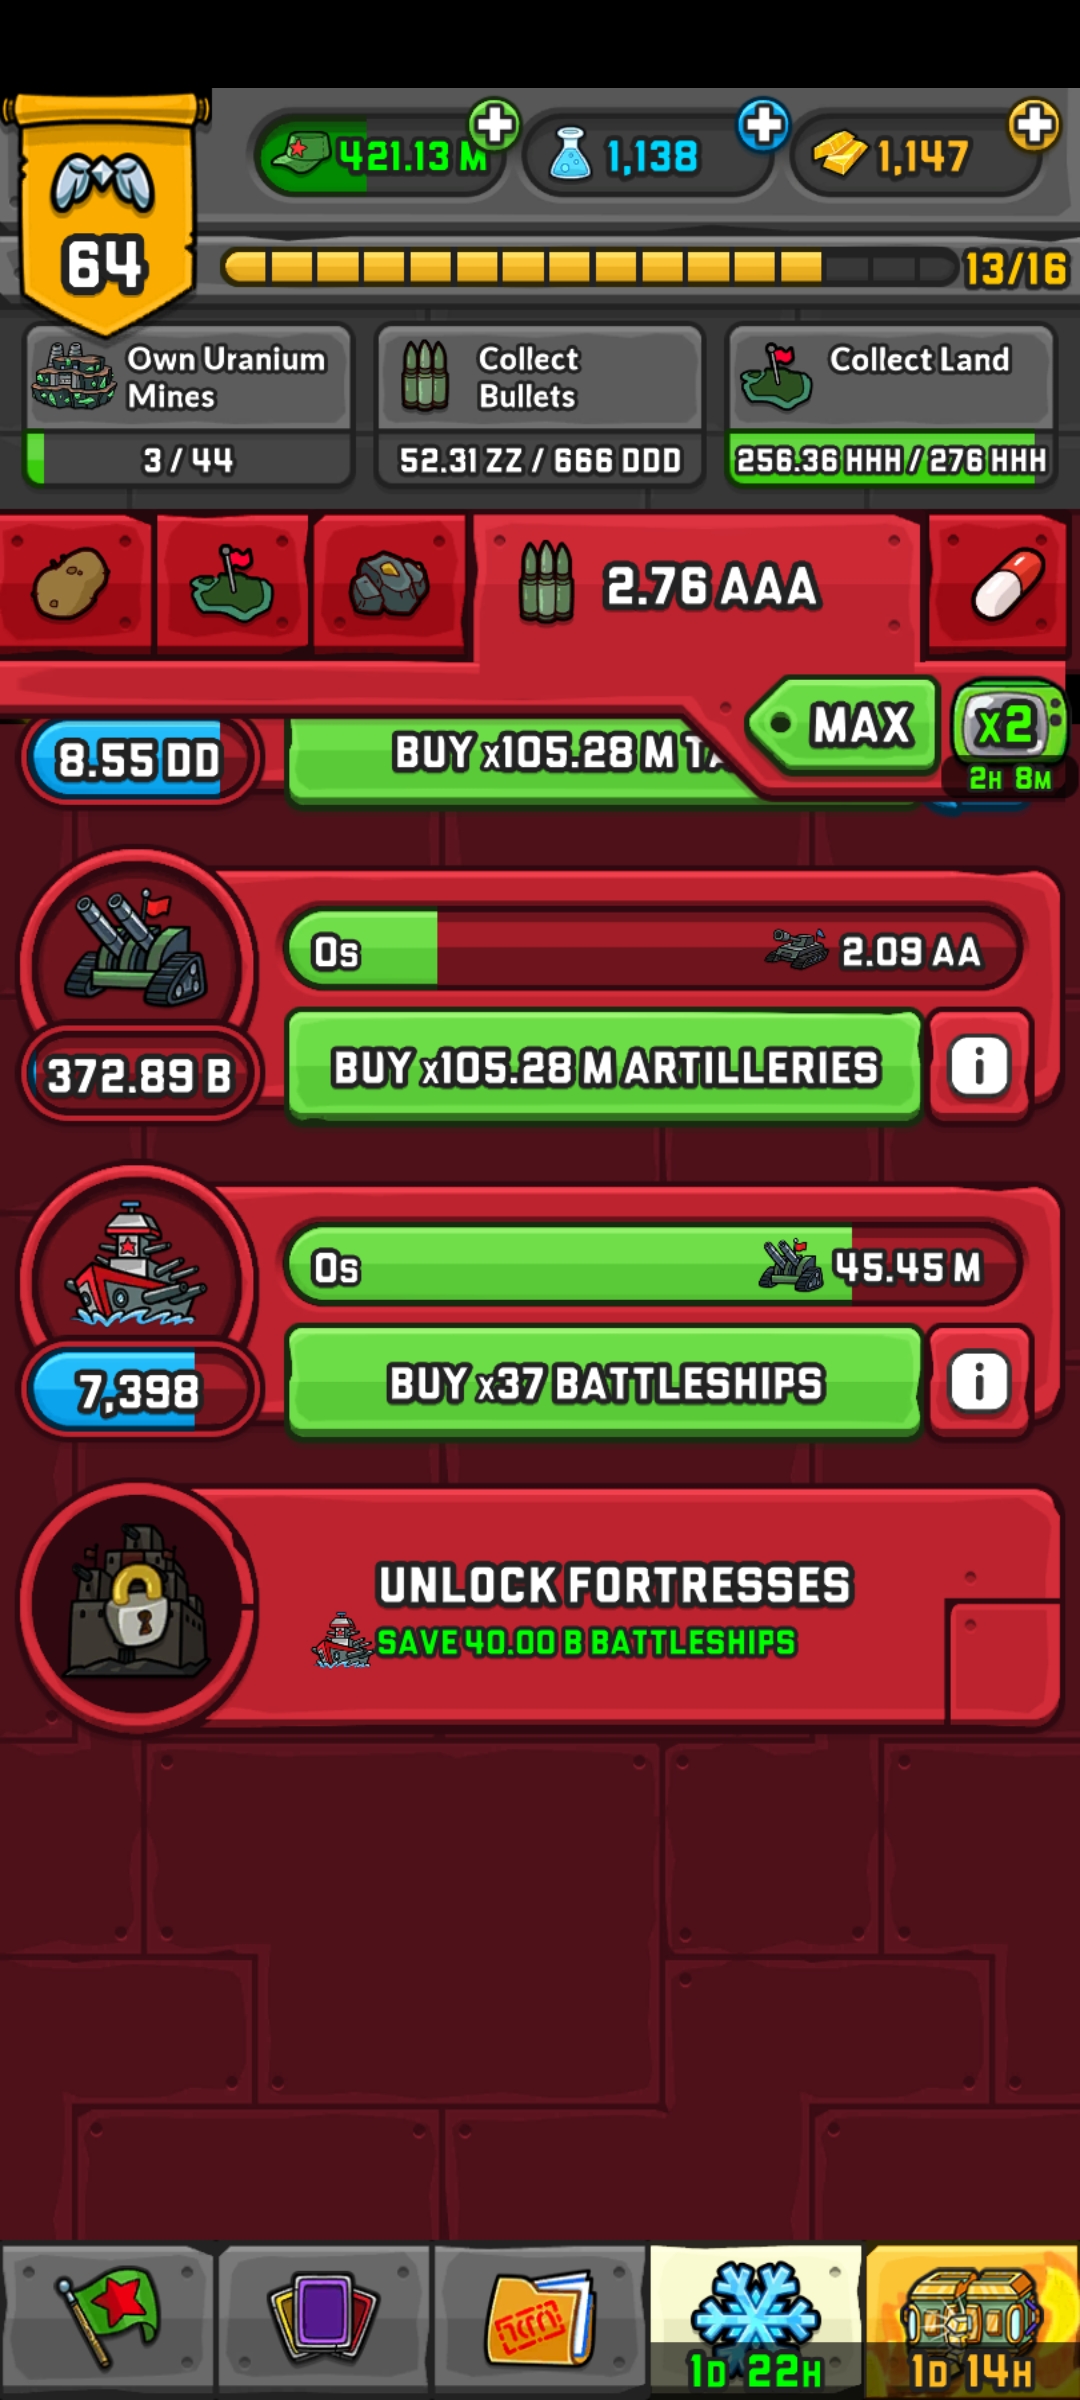 421.13 M
1,138
1,147
64
13/16
Own Uranium
Mines
3 / 44
Collect
Bullets
52.31 ZZ / 666 DDD
Collect Land
256.36 HHH / 276 HHH
2.76 AAA
MAX
x2
2H 8M
8.55 DD
BUY x105.28 M
0s
2.09 AA
372.89 B
BUY x105.28 M ARTILLERIES
i
0s
45.45 M
7,398
BUY x37 BATTLESHIPS
i
UNLOCK FORTRESSES
SAVE 40.00 B BATTLESHIPS
1D 22H
1D 14H